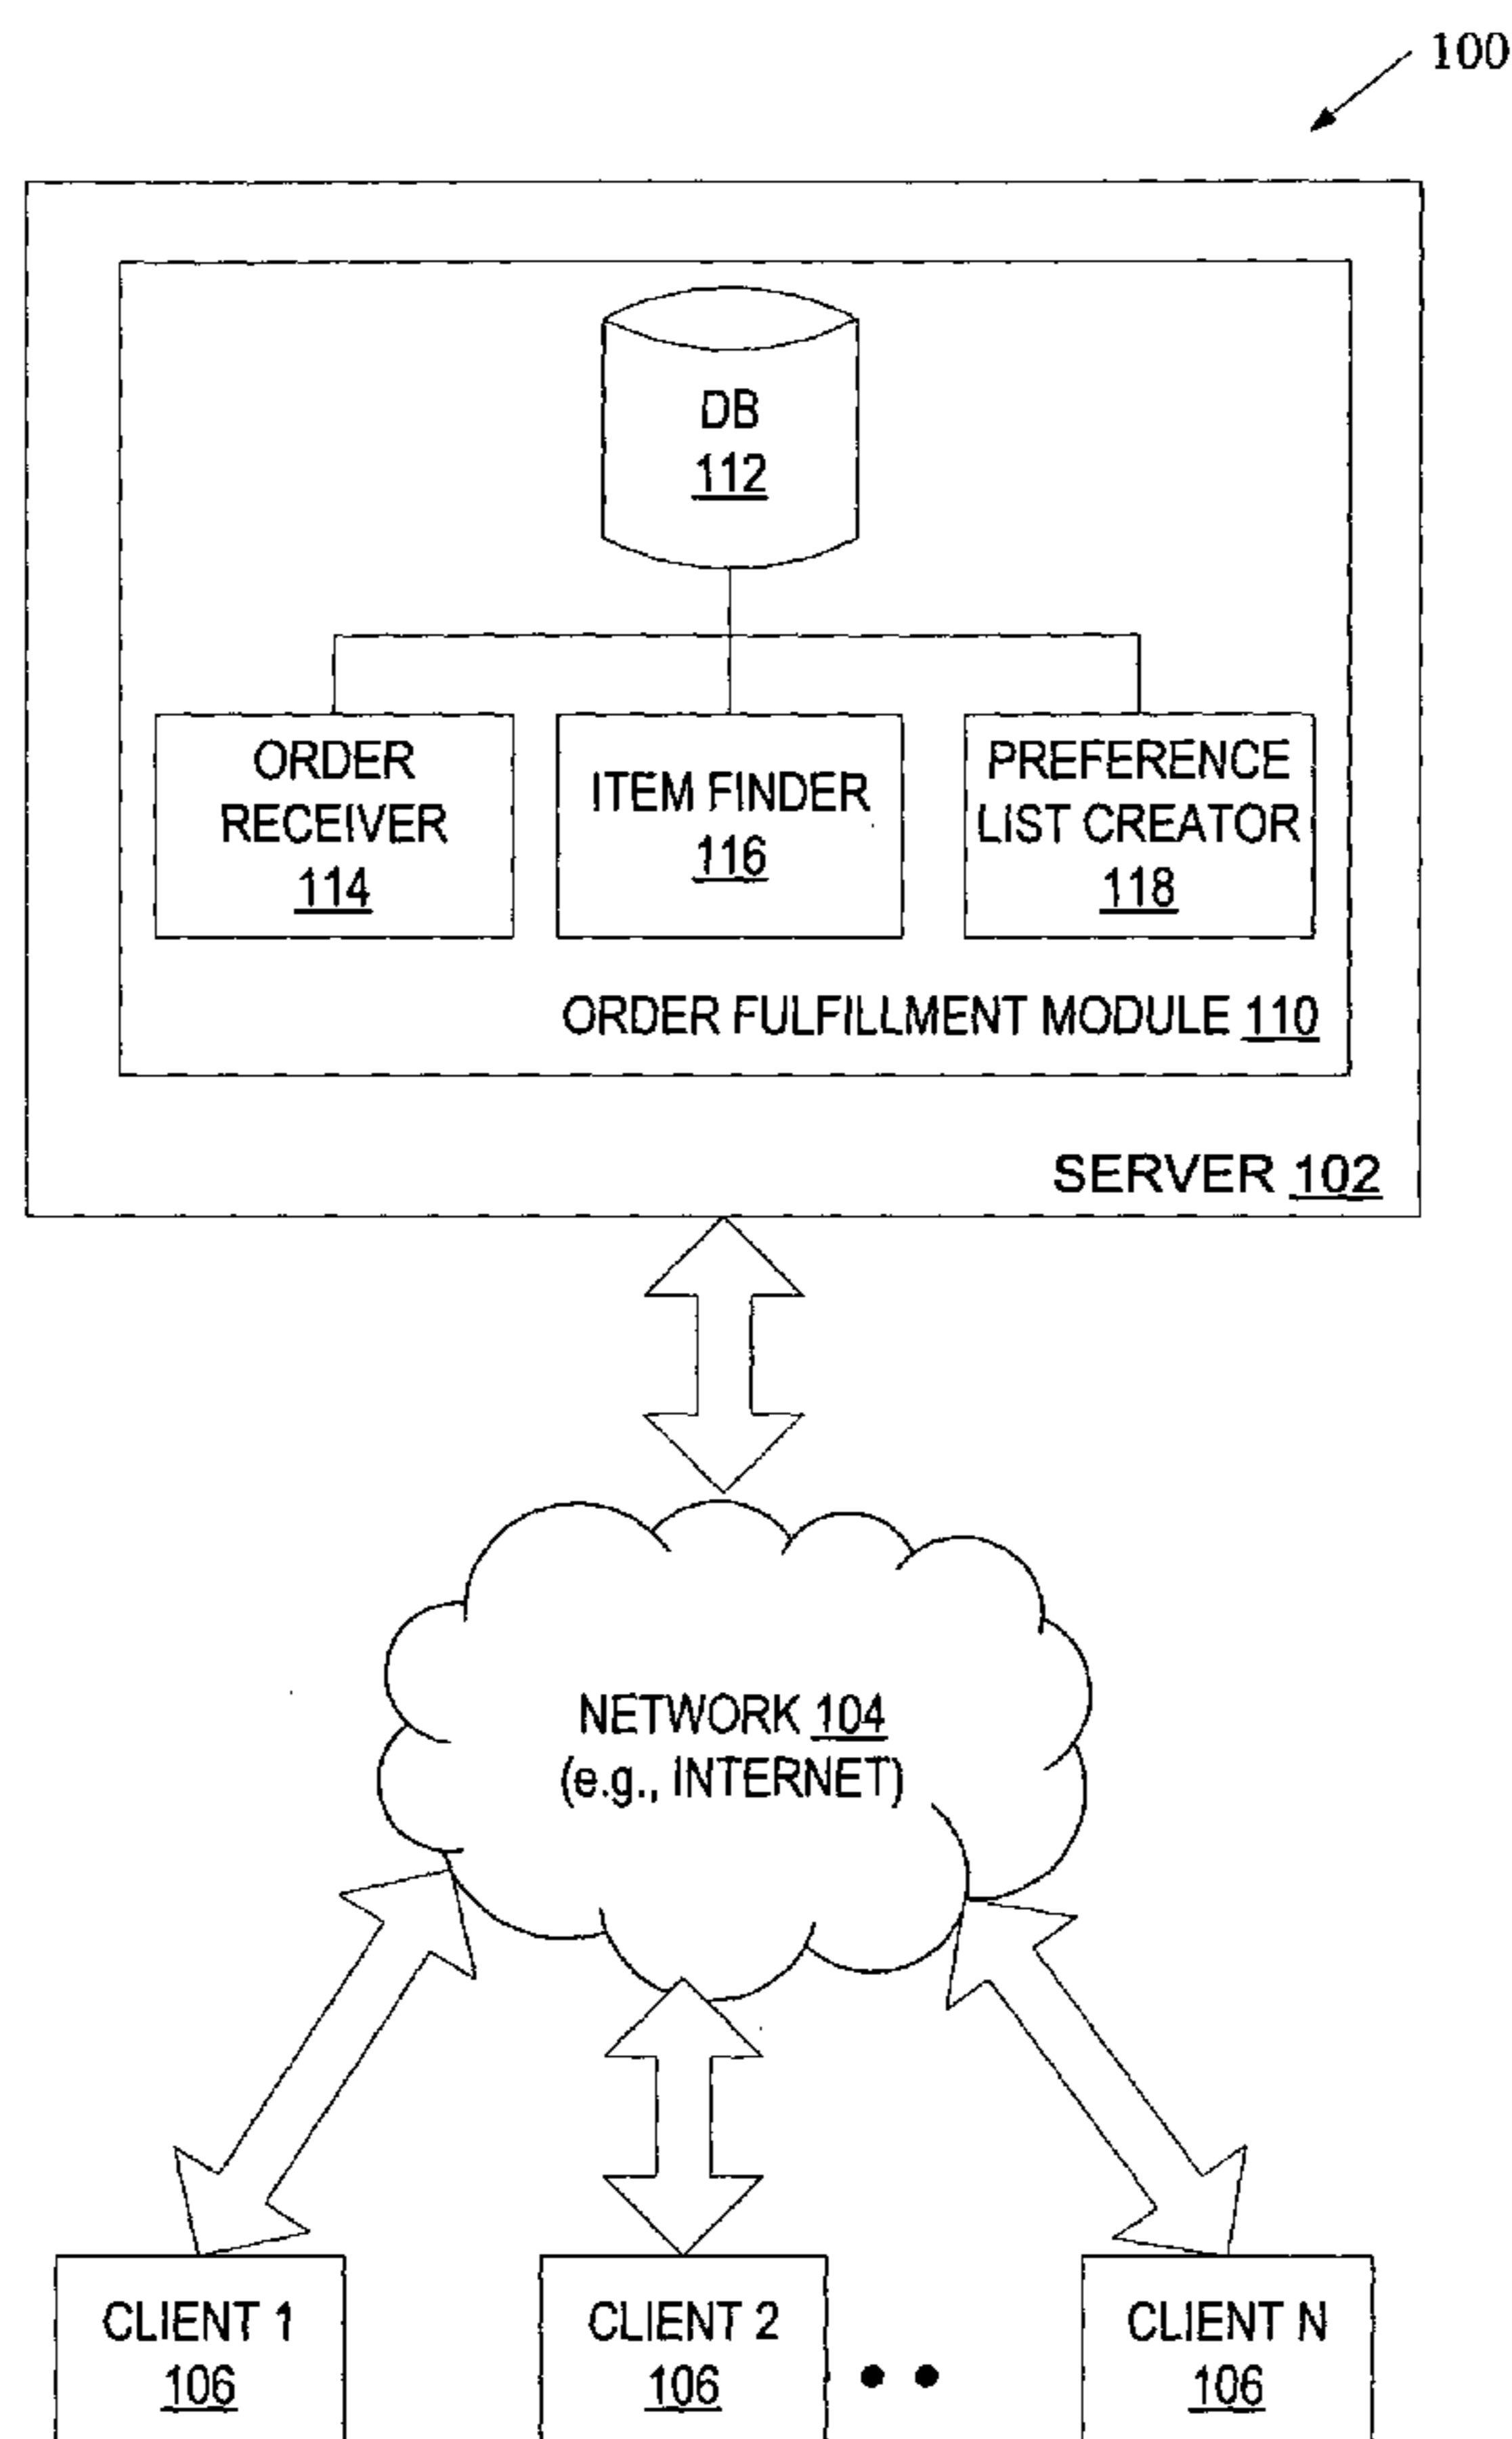 100
DB
112
ORDER
RECEIVER
114
ITEM FINDER
116
PREFERENCE
LIST CREATOR
118
ORDER FULFILLMENT MODULE 110
SERVER 102
NETWORK 104
(e.g., INTERNET)
CLIENT 1
106
CLIENT 2
106
CLIENT N
106